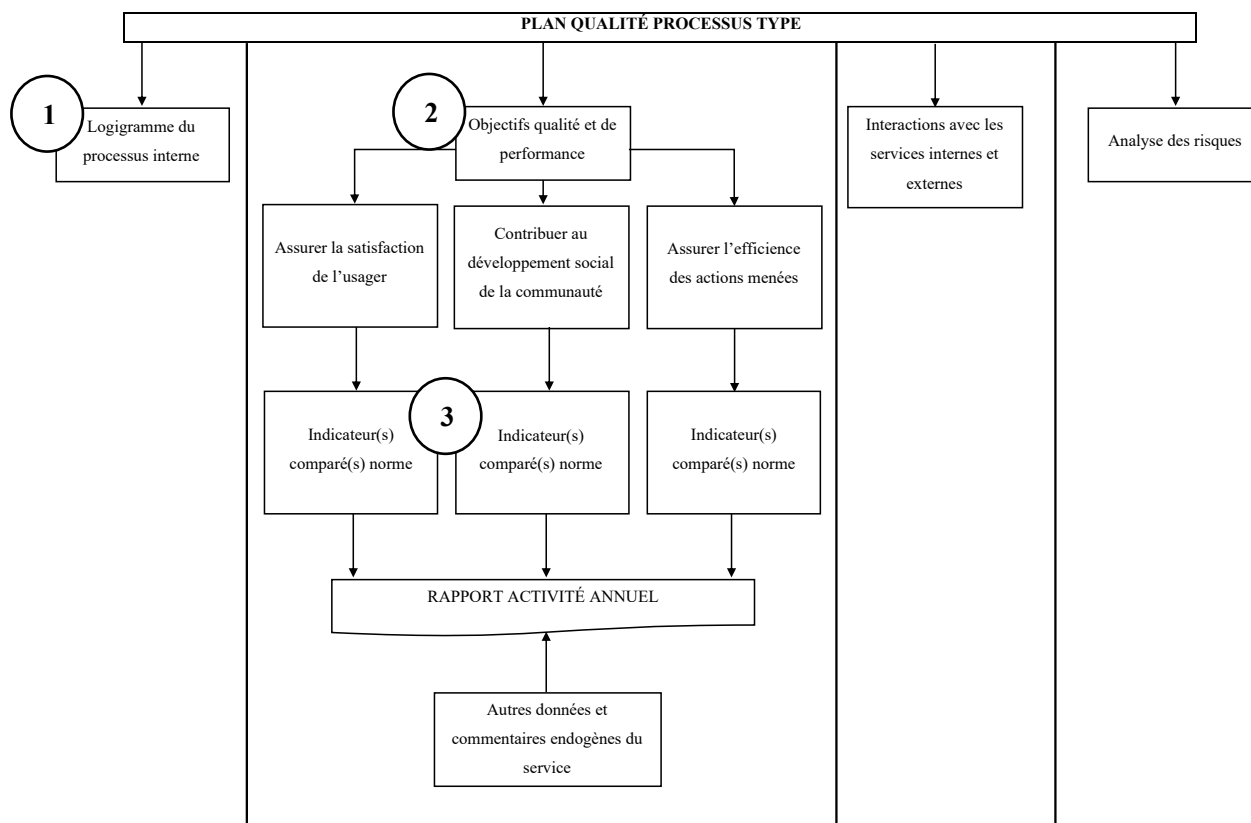 PLAN QUALITÉ PROCESSUS TYPE
1
Logigramme du
processus interne
2
Objectifs qualité et de
performance
Interactions avec les
services internes et
externes
Analyse des risques
Assurer la satisfaction
de l’usager
Contribuer au
développement social
de la communauté
Assurer l’efficience
des actions menées
Indicateur(s)
comparé(s) norme
3
Indicateur(s)
comparé(s) norme
Indicateur(s)
comparé(s) norme
RAPPORT ACTIVITÉ ANNUEL
Autres données et
commentaires endogènes du
service